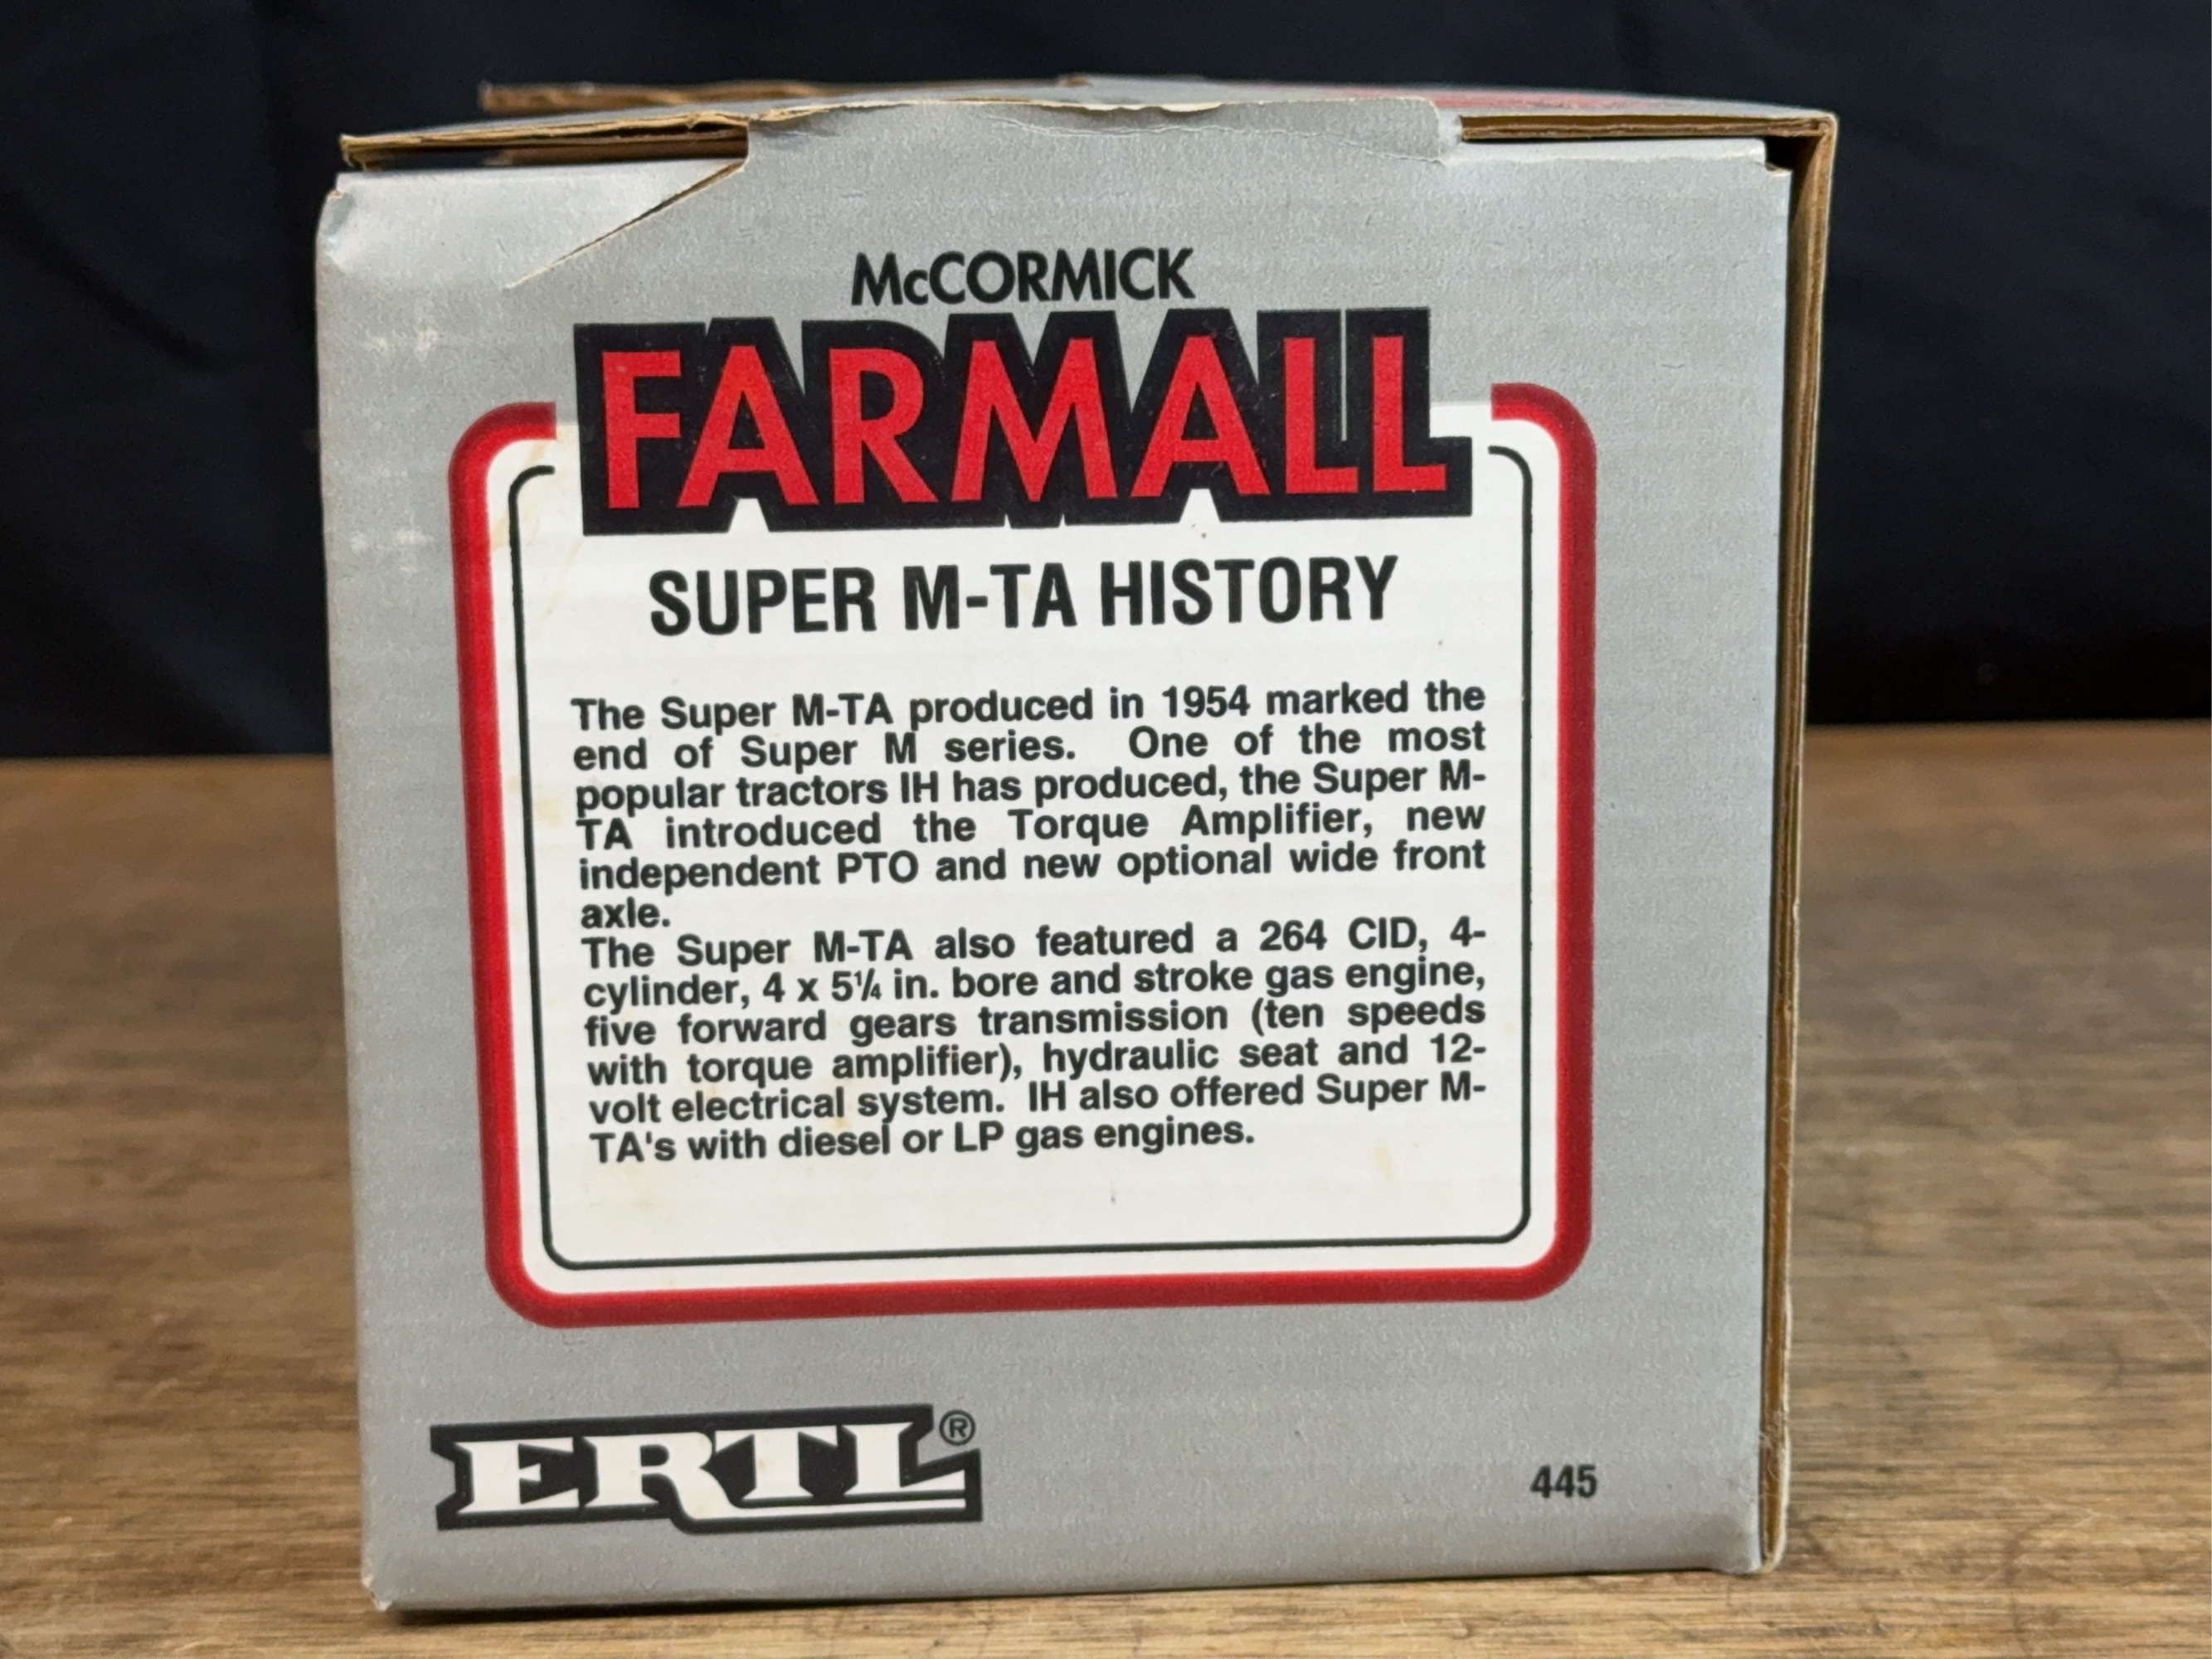 McCORMICK
FARMALL
SUPER M-TA HISTORY
The Super M-TA produced in 1954 marked the
end of Super M series. One of the most
popular tractors IH has produced, the Super M-
TA introduced the Torque Amplifier, new
independent PTO and new optional wide front
axle.
The Super M-TA also featured a 264 CID, 4-
cylinder, 4 x 5¼ in. bore and stroke gas engine,
five forward gears transmission (ten speeds
with torque amplifier), hydraulic seat and 12-
volt electrical system. IH also offered Super M-
TA's with diesel or LP gas engines.
ERTL®
445